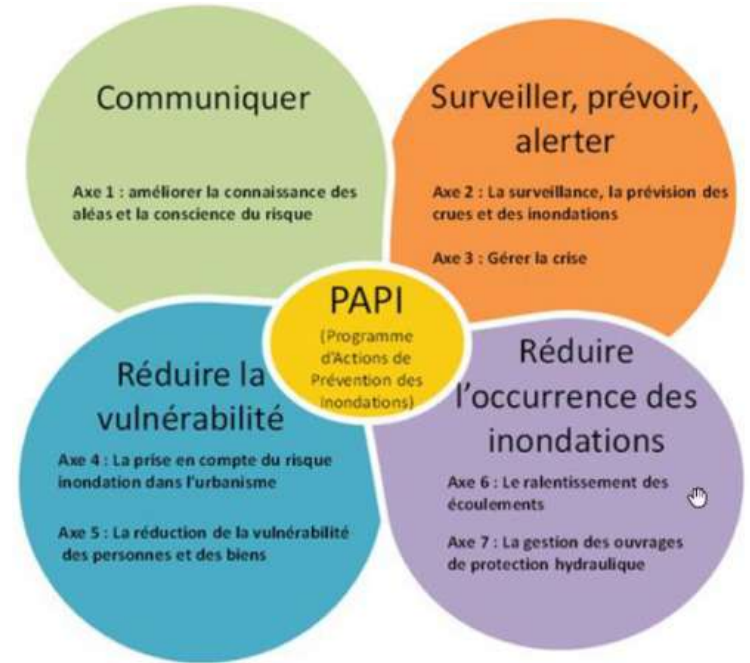 Communiquer
Axe 1 : améliorer la connaissance des
aléas et la conscience du risque
Surveiller, prévoir,
alerter
Axe 2 : La surveillance, la prévision des
crues et des inondations
Axe 3 : Gérer la crise
PAPI
(Programme
d'Actions de
Prévention des
Inondations)
Réduire la
vulnérabilité
Axe 4 : La prise en compte du risque
inondation dans l'urbanisme
Axe 5 : La réduction de la vulnérabilité
des personnes et des biens
Réduire
l'occurrence des
inondations
Axe 6 : Le ralentissement des
écoulements
Axe 7 : La gestion des ouvrages
de protection hydraulique